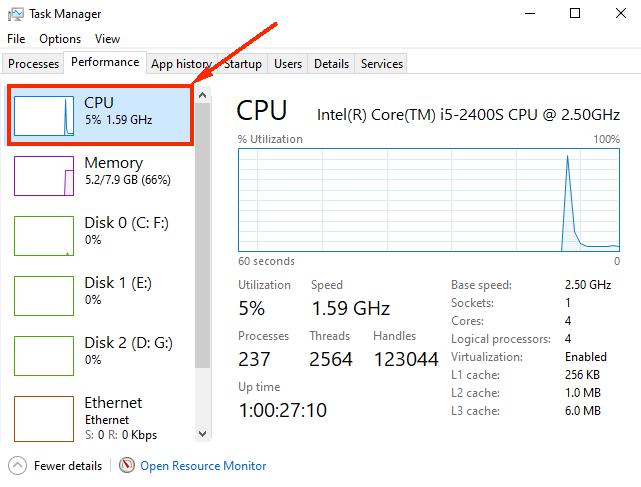 Task Manager
File Options View
Processes Performance App history Startup Users Details Services
CPU
5% 1.59 GHz
Memory
5.2/7.9 GB (66%)
Disk 0 (C: F:)
0%
Disk 1 (E:)
0%
Disk 2 (D: G:)
0%
Ethernet
Ethernet
S: 0 R: 0 Kbps
CPU Intel(R) Core(TM) i5-2400S CPU @ 2.50GHz
% Utilization 100%
60 seconds 0
Utilization Speed
5% 1.59 GHz
Processes Threads Handles
237 2564 123044
Up time
1:00:27:10
Base speed: 2.50 GHz
Sockets: 1
Cores: 4
Logical processors: 4
Virtualization: Enabled
L1 cache: 256 KB
L2 cache: 1.0 MB
L3 cache: 6.0 MB
Fewer details Open Resource Monitor